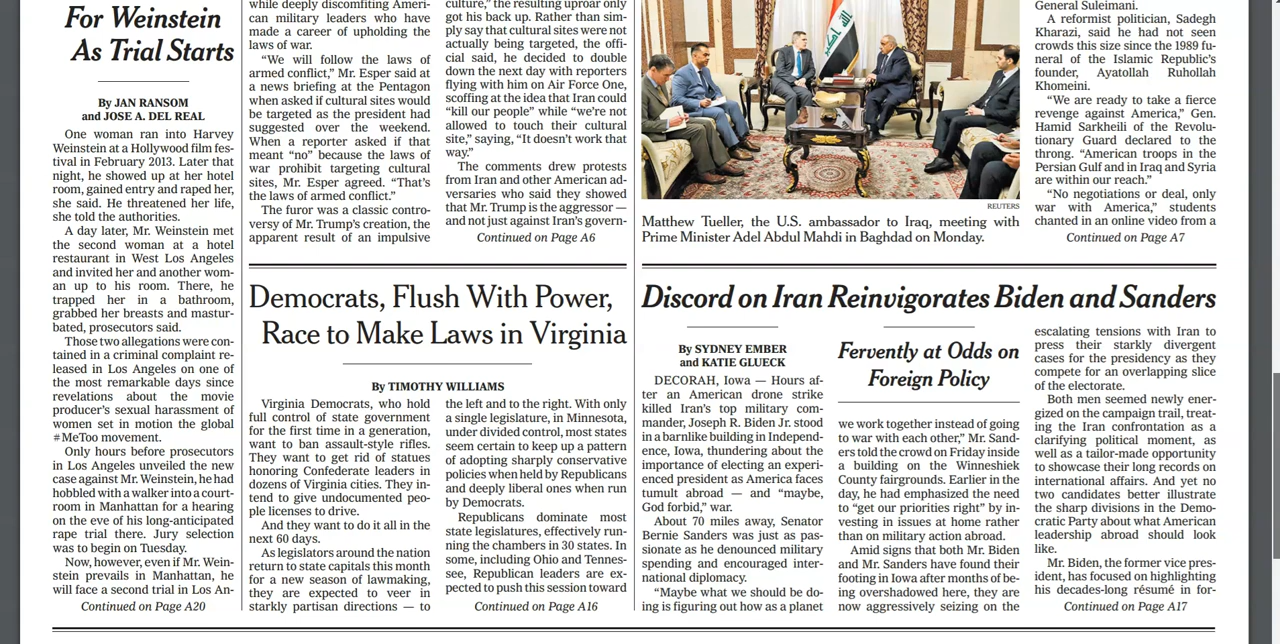 For Weinstein
As Trial Starts
By JAN RANSOM
and JOSE A. DEL REAL
One woman ran into Harvey
Weinstein at a Hollywood film fes-
tival in February 2013. Later that
night, he showed up at her hotel
room, gained entry and raped her,
she said. He threatened her life,
she told the authorities.
A day later, Mr. Weinstein met
the second woman at a hotel
restaurant in West Los Angeles
and invited her and another wom-
an up to his room. There, he
trapped her in a bathroom,
grabbed her breasts and mastur-
bated, prosecutors said.
Those two allegations were con-
tained in a criminal complaint re-
leased in Los Angeles on one of
the most remarkable days since
revelations about the movie
producer's sexual harassment of
women set in motion the global
#MeToo movement.
Only hours before prosecutors
in Los Angeles unveiled the new
case against Mr. Weinstein, he had
hobbled with a walker into a court-
room in Manhattan for a hearing
on the eve of his long-anticipated
rape trial there. Jury selection
was to begin on Tuesday.
Now, however, even if Mr. Wein-
stein prevails in Manhattan, he
will face a second trial in Los An-
Continued on Page A20
while deeply discomfiting Ameri-
can military leaders who have
made a career of upholding the
laws of war.
“We will follow the laws of
armed conflict,” Mr. Esper said at
a news briefing at the Pentagon
when asked if cultural sites would
be targeted as the president had
suggested over the weekend.
When a reporter asked if that
meant “no” because the laws of
war prohibit targeting cultural
sites, Mr. Esper agreed. “That's
the laws of armed conflict.”
The furor was a classic contro-
versy of Mr. Trump's creation, the
apparent result of an impulsive
culture,” the resulting uproar only
got his back up. Rather than sim-
ply say that cultural sites were not
actually being targeted, the offi-
cial said, he decided to double
down the next day with reporters
flying with him on Air Force One,
scoffing at the idea that Iran could
“kill our people” while “we're not
allowed to touch their cultural
site,” saying, “It doesn't work that
way.”
The comments drew protests
from Iran and other American ad-
versaries who said they showed
that Mr. Trump is the aggressor —
and not just against Iran's govern-
Continued on Page A6
REUTERS
Matthew Tueller, the U.S. ambassador to Iraq, meeting with
Prime Minister Adel Abdul Mahdi in Baghdad on Monday.
General Suleimani.
A reformist politician, Sadegh
Kharazi, said he had not seen
crowds this size since the 1989 fu-
neral of the Islamic Republic's
founder, Ayatollah Ruhollah
Khomeini.
“We are ready to take a fierce
revenge against America,” Gen.
Hamid Sarkheili of the Revolu-
tionary Guard declared to the
throng. “American troops in the
Persian Gulf and in Iraq and Syria
are within our reach.”
“No negotiations or deal, only
war with America,” students
chanted in an online video from a
Continued on Page A7
Democrats, Flush With Power,
Race to Make Laws in Virginia
By TIMOTHY WILLIAMS
Virginia Democrats, who hold
full control of state government
for the first time in a generation,
want to ban assault-style rifles.
They want to get rid of statues
honoring Confederate leaders in
dozens of Virginia cities. They in-
tend to give undocumented peo-
ple licenses to drive.
And they want to do it all in the
next 60 days.
As legislators around the nation
return to state capitals this month
for a new season of lawmaking,
they are expected to veer in
starkly partisan directions — to
the left and to the right. With only
a single legislature, in Minnesota,
under divided control, most states
seem certain to keep up a pattern
of adopting sharply conservative
policies when held by Republicans
and deeply liberal ones when run
by Democrats.
Republicans dominate most
state legislatures, effectively run-
ning the chambers in 30 states. In
some, including Ohio and Tennes-
see, Republican leaders are ex-
pected to push this session toward
Continued on Page A16
Discord on Iran Reinvigorates Biden and Sanders
By SYDNEY EMBER
and KATIE GLUECK
DECORAH, Iowa — Hours af-
ter an American drone strike
killed Iran's top military com-
mander, Joseph R. Biden Jr. stood
in a barnlike building in Independ-
ence, Iowa, thundering about the
importance of electing an experi-
enced president as America faces
tumult abroad — and “maybe,
God forbid,” war.
About 70 miles away, Senator
Bernie Sanders was just as pas-
sionate as he denounced military
spending and encouraged inter-
national diplomacy.
“Maybe what we should be do-
ing is figuring out how as a planet
Fervently at Odds on
Foreign Policy
we work together instead of going
to war with each other,” Mr. Sand-
ers told the crowd on Friday inside
a building on the Winneshiek
County fairgrounds. Earlier in the
day, he had emphasized the need
to “get our priorities right” by in-
vesting in issues at home rather
than on military action abroad.
Amid signs that both Mr. Biden
and Mr. Sanders have found their
footing in Iowa after months of be-
ing overshadowed here, they are
now aggressively seizing on the
escalating tensions with Iran to
press their starkly divergent
cases for the presidency as they
compete for an overlapping slice
of the electorate.
Both men seemed newly ener-
gized on the campaign trail, treat-
ing the Iran confrontation as a
clarifying political moment, as
well as a tailor-made opportunity
to showcase their long records on
international affairs. And yet no
two candidates better illustrate
the sharp divisions in the Demo-
cratic Party about what American
leadership abroad should look
like.
Mr. Biden, the former vice pres-
ident, has focused on highlighting
his decades-long résumé in for-
Continued on Page A17